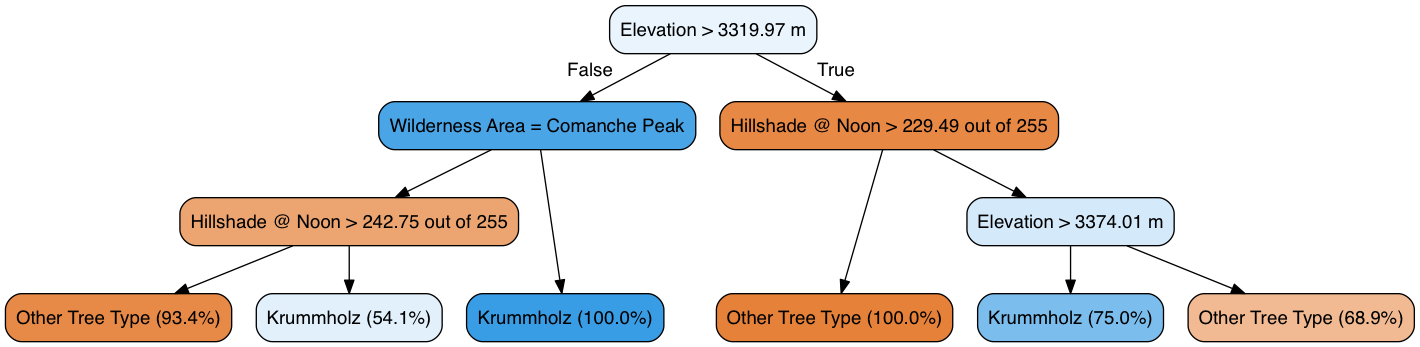 Elevation > 3319.97 m
False
True
Wilderness Area = Comanche Peak
Hillshade @ Noon > 229.49 out of 255
Hillshade @ Noon > 242.75 out of 255
Elevation > 3374.01 m
Other Tree Type (93.4%)
Krummholz (54.1%)
Krummholz (100.0%)
Other Tree Type (100.0%)
Krummholz (75.0%)
Other Tree Type (68.9%)